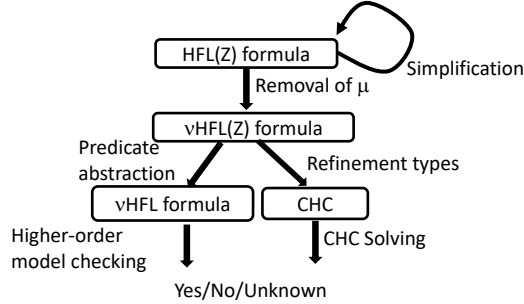 HFL(Z) formula
Simplification
Removal of μ
νHFL(Z) formula
Predicate
abstraction
Refinement types
νHFL formula
CHC
Higher-order
model checking
CHC Solving
Yes/No/Unknown